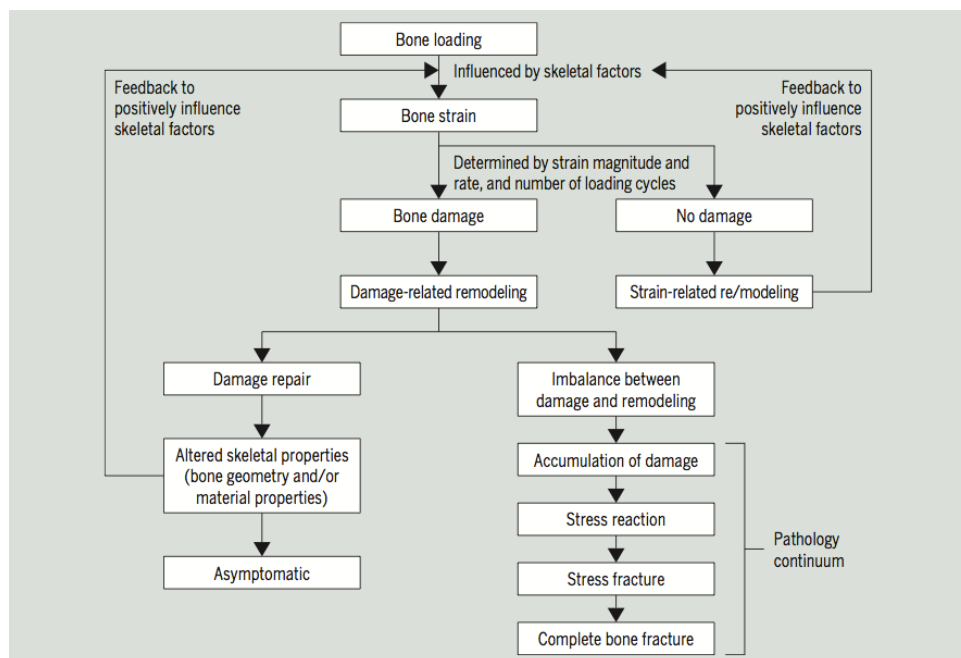 Bone loading
Influenced by skeletal factors
Feedback to
positively influence
skeletal factors
Feedback to
positively influence
skeletal factors
Bone strain
Determined by strain magnitude and
rate, and number of loading cycles
Bone damage
No damage
Damage-related remodeling
Strain-related re/modeling
Damage repair
Imbalance between
damage and remodeling
Altered skeletal properties
(bone geometry and/or
material properties)
Accumulation of damage
Stress reaction
Pathology
continuum
Asymptomatic
Stress fracture
Complete bone fracture